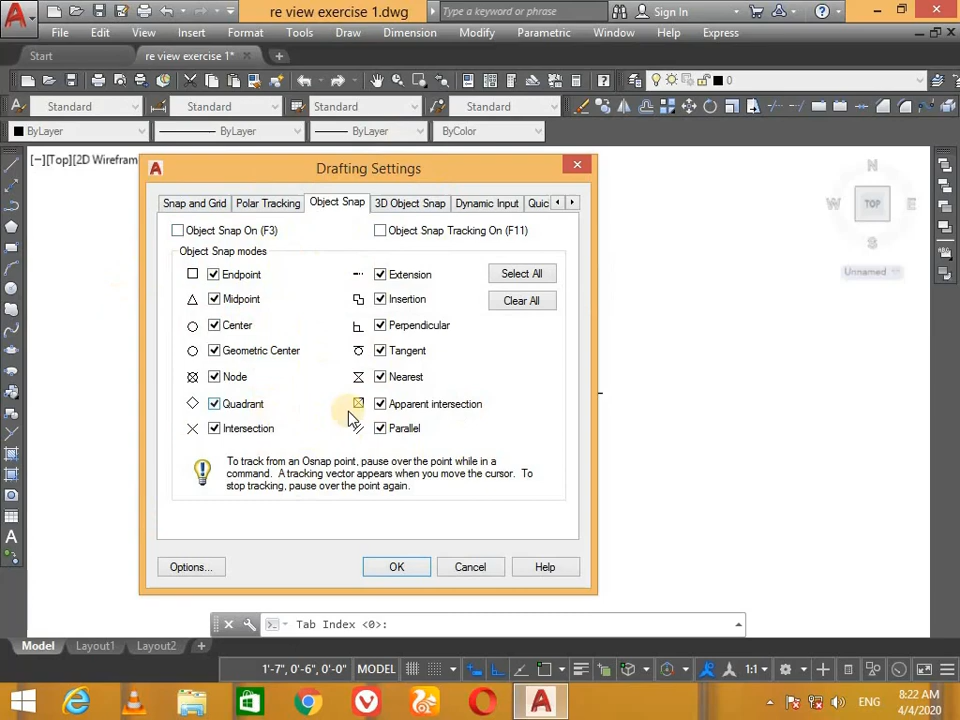 re view exercise 1.dwg
Type a keyword or phrase
Sign In
File Edit View Insert Format Tools Draw Dimension Modify Parametric Window Help Express
Start
re view exercise 1*
0
Standard
Standard
Standard
Standard
ByLayer
ByLayer
ByLayer
ByColor
[−][Top][2D Wirefram
Drafting Settings
Snap and Grid
Polar Tracking
Object Snap
3D Object Snap
Dynamic Input
Quic
Object Snap On (F3)
Object Snap Tracking On (F11)
Object Snap modes
Endpoint
Extension
Select All
Midpoint
Insertion
Clear All
Center
Perpendicular
Geometric Center
Tangent
Node
Nearest
Quadrant
Apparent intersection
Intersection
Parallel
To track from an Osnap point, pause over the point while in a
command. A tracking vector appears when you move the cursor. To
stop tracking, pause over the point again.
Options...
OK
Cancel
Help
N
W
TOP
E
S
Unnamed
Tab Index <0>:
Model
Layout1
Layout2
1'-7", 0'-6", 0'-0"
MODEL
1:1
ENG
8:22 AM
4/4/2020